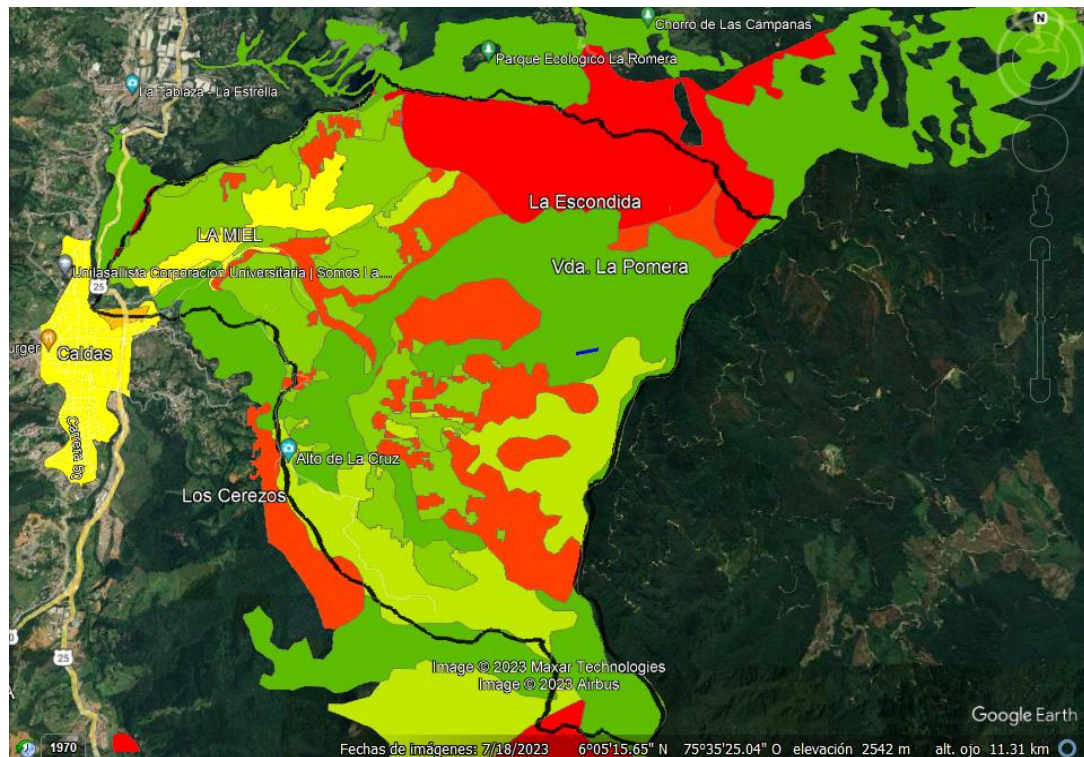 N
Chorro de Las Campanas
Parque Ecologico La Romera
La Tablaza - La Estrella
La Escondida
LA MIEL
Vda. La Pomera
Unilasallista Corporación Universitaria | Somos La.....
25
urger
Caldas
Alto de La Cruz
Los Cerezos
25
Image © 2023 Maxar Technologies
Image © 2023 Airbus
Google Earth
1970
Fechas de imágenes: 7/18/2023 6°05'15.65" N 75°35'25.04" O elevación 2542 m alt. ojo 11.31 km